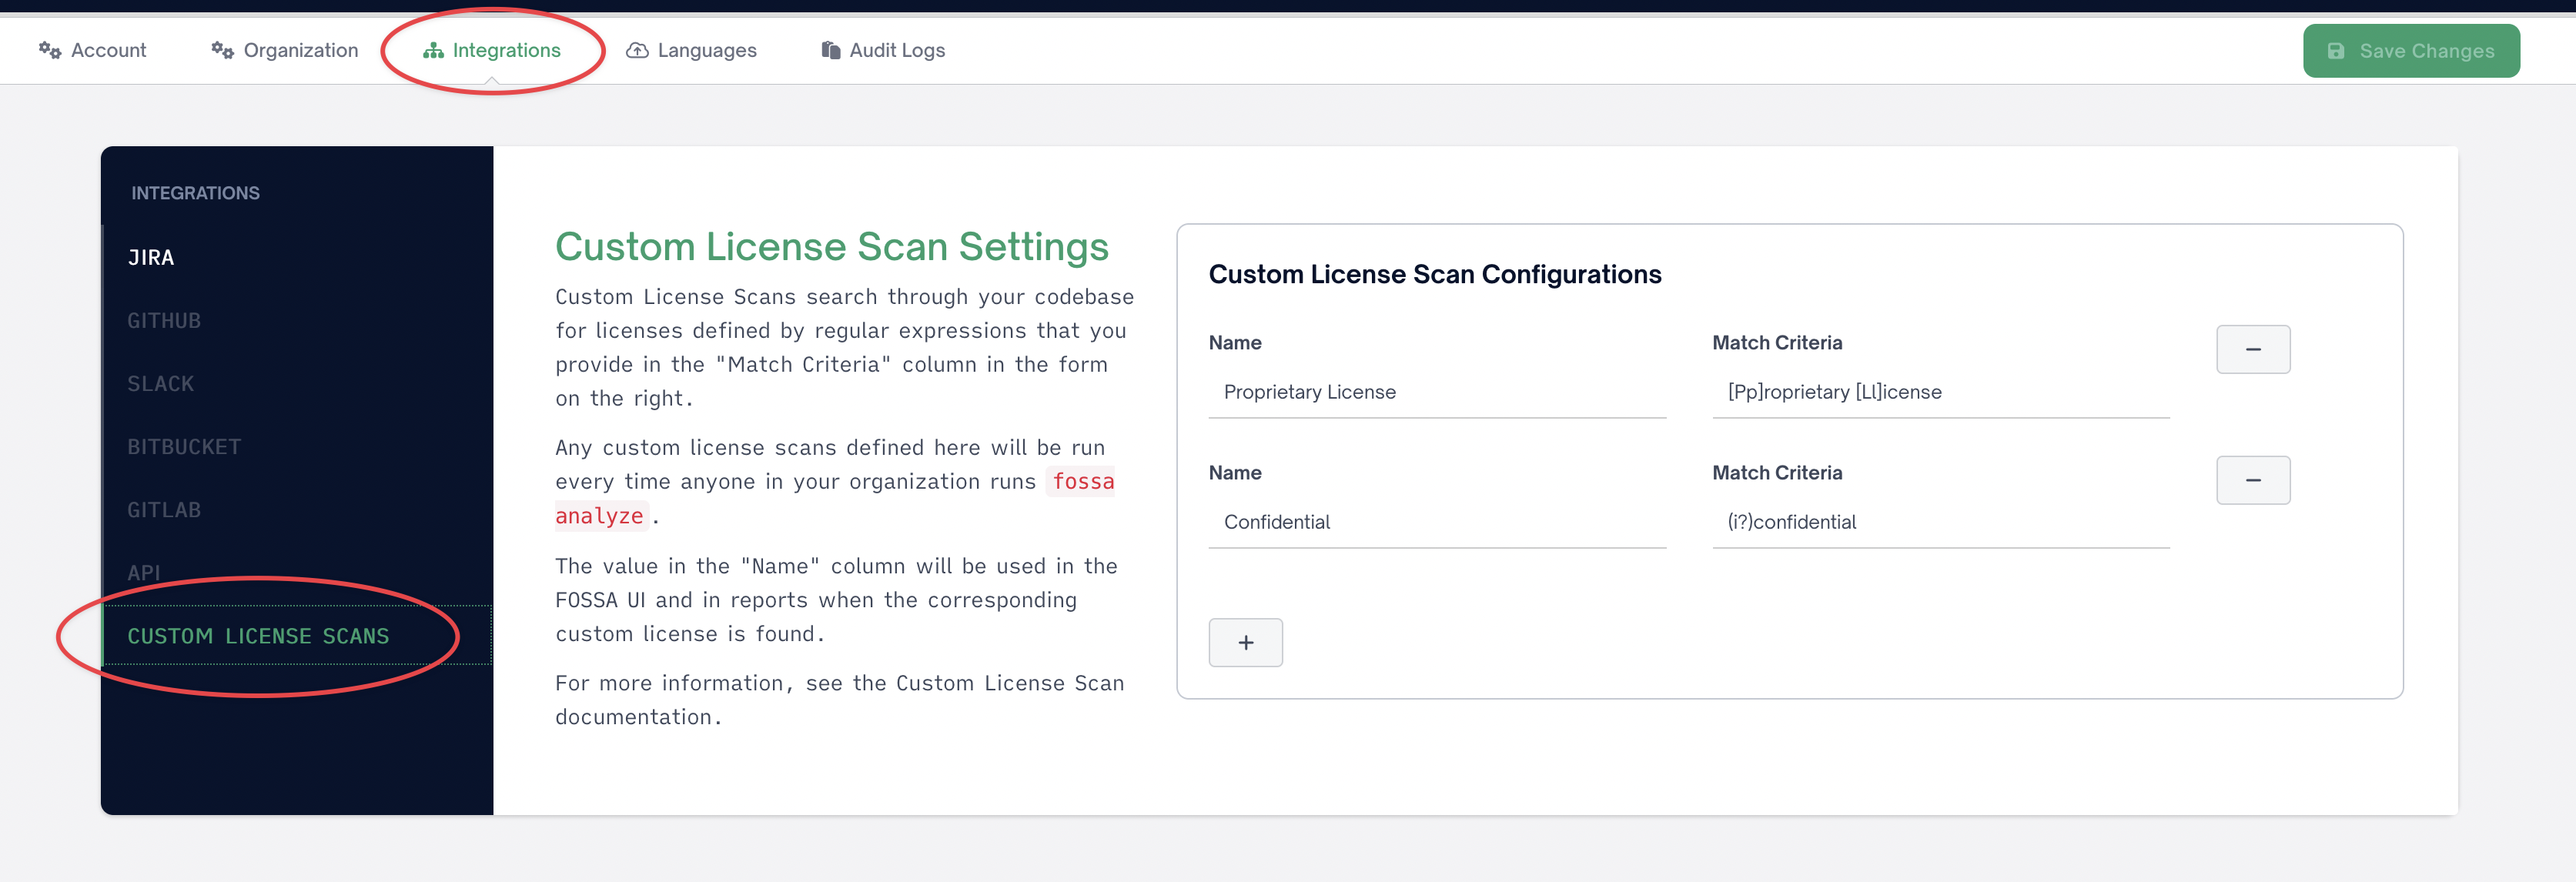 Account
Organization
Integrations
Languages
Audit Logs
Save Changes
INTEGRATIONS
JIRA
GITHUB
SLACK
BITBUCKET
GITLAB
API
CUSTOM LICENSE SCANS
Custom License Scan Settings
Custom License Scans search through your codebase
for licenses defined by regular expressions that you
provide in the "Match Criteria" column in the form
on the right.
Any custom license scans defined here will be run
every time anyone in your organization runs fossa
analyze.
The value in the "Name" column will be used in the
FOSSA UI and in reports when the corresponding
custom license is found.
For more information, see the Custom License Scan
documentation.
Custom License Scan Configurations
Name
Match Criteria
Proprietary License
[Pp]roprietary [Ll]icense
Name
Match Criteria
Confidential
(i?)confidential